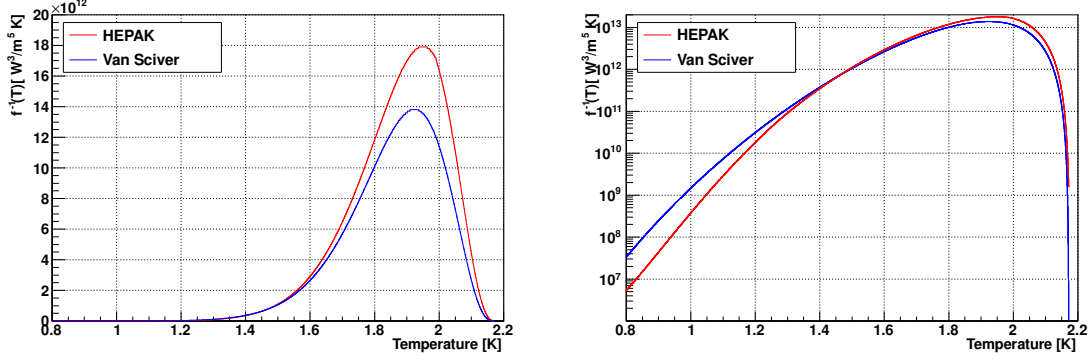 ×10¹²
f⁻¹(T)[ W³/m⁵ K]
20
18
16
14
12
10
8
6
4
2
0
HEPAK
Van Sciver
0.8 1 1.2 1.4 1.6 1.8 2 2.2
Temperature [K]
f⁻¹(T)[ W³/m⁵ K]
10¹³
10¹²
10¹¹
10¹⁰
10⁹
10⁸
10⁷
HEPAK
Van Sciver
0.8 1 1.2 1.4 1.6 1.8 2 2.2
Temperature [K]